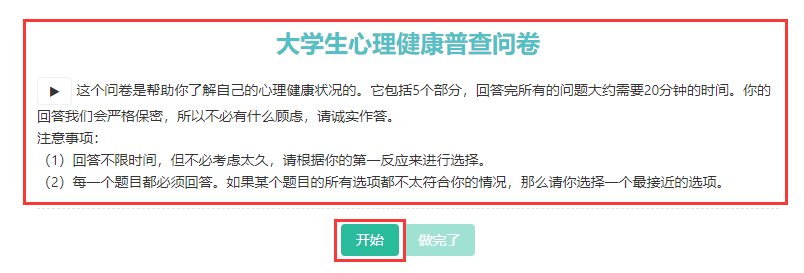 大学生心理健康普查问卷
这个问卷是帮助你了解自己的心理健康状况的。它包括5个部分，回答完所有的问题大约需要20分钟的时间。你的
回答我们会严格保密，所以不必有什么顾虑，请诚实作答。
注意事项：
（1）回答不限时间，但不必考虑太久，请根据你的第一反应来进行选择。
（2）每一个题目都必须回答。如果某个题目的所有选项都不太符合你的情况，那么请你选择一个最接近的选项。
开始 做完了